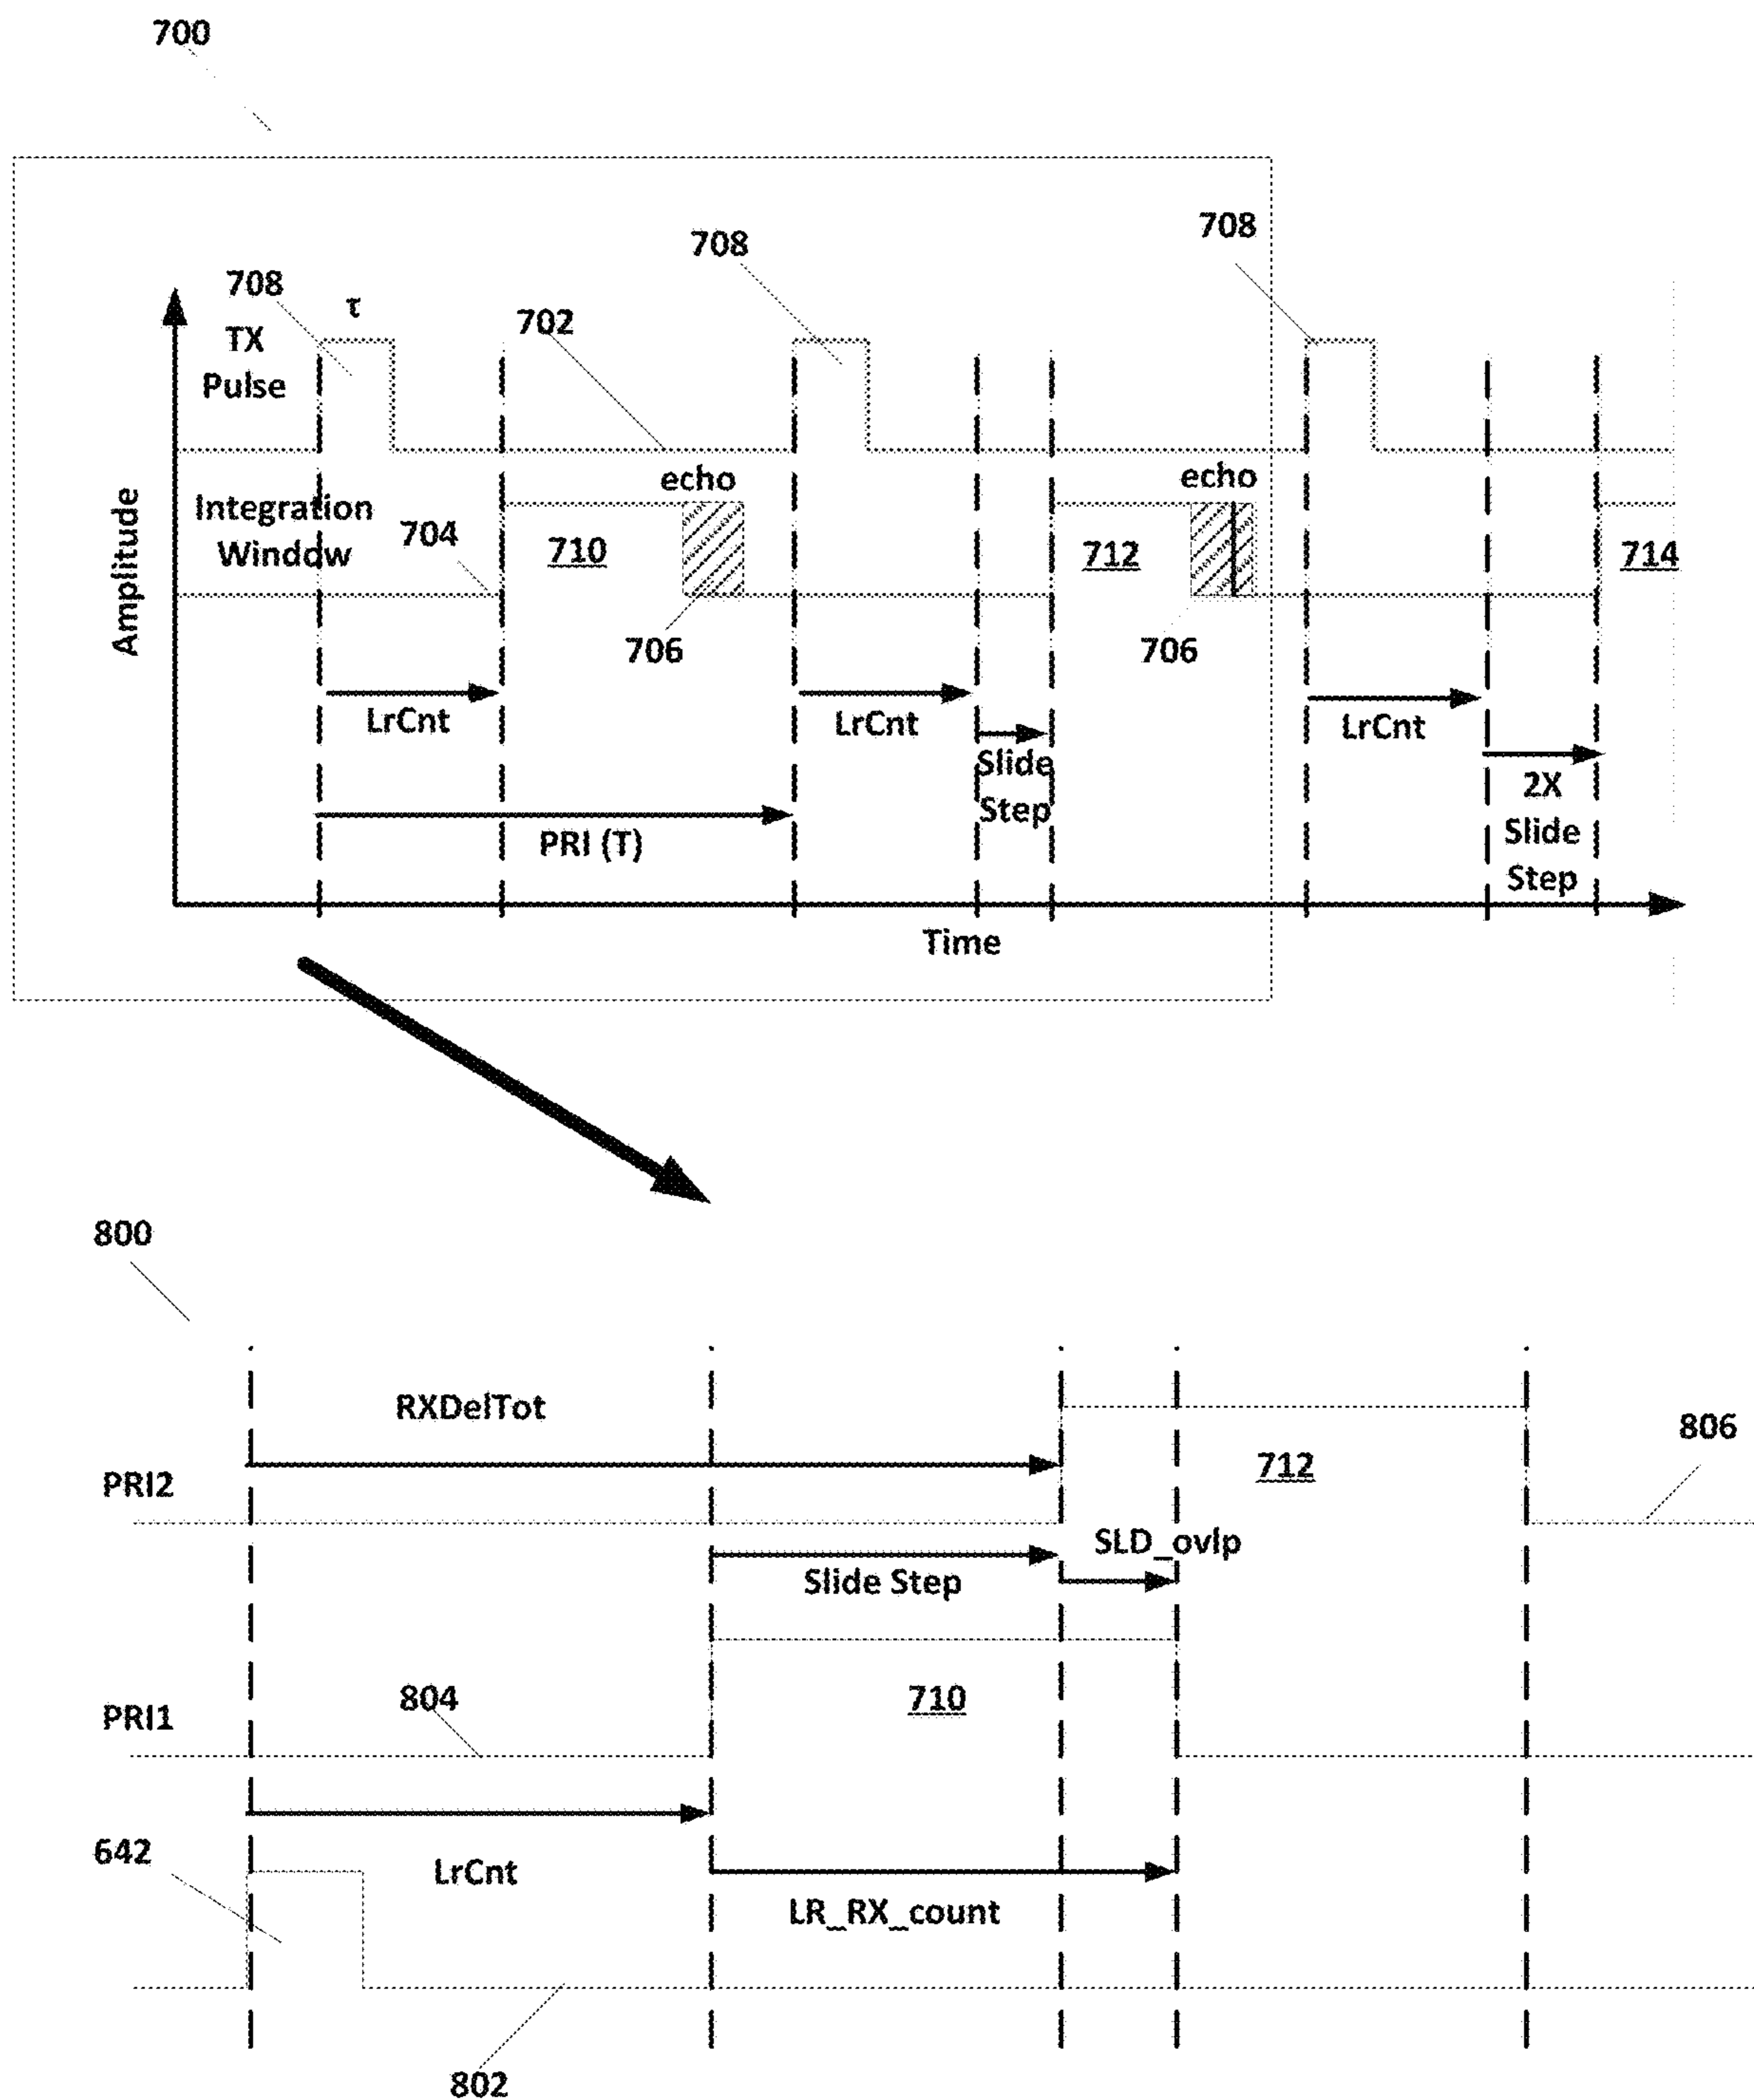 700
708
708
708
τ
TX
Pulse
702
echo
echo
Integration
Window
704
710
712
714
Amplitude
706
706
LrCnt
LrCnt
LrCnt
Slide
Step
2X
Slide
Step
PRI (T)
Time
800
RXDelTot
806
PRI2
712
SLD_ovlp
Slide Step
804
710
PRI1
642
LrCnt
LR_RX_count
802